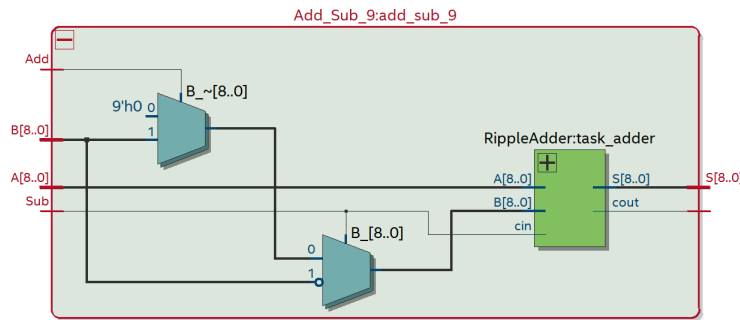 Add_Sub_9:add_sub_9
Add
B_~[8..0]
9'h0 0
1
B[8..0]
RippleAdder:task_adder
A[8..0]
A[8..0]
S[8..0]
S[8..0]
Sub
B[8..0]
cout
B_[8..0]
cin
0
1